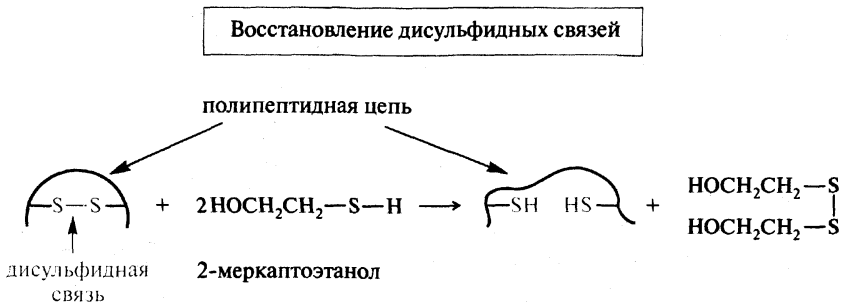 Восстановление дисульфидных связей
полипептидная цепь
S—S + 2HOCH₂CH₂—S—H → SH HS + HOCH₂CH₂—S
HOCH₂CH₂—S
дисульфидная
связь
2-меркаптоэтанол